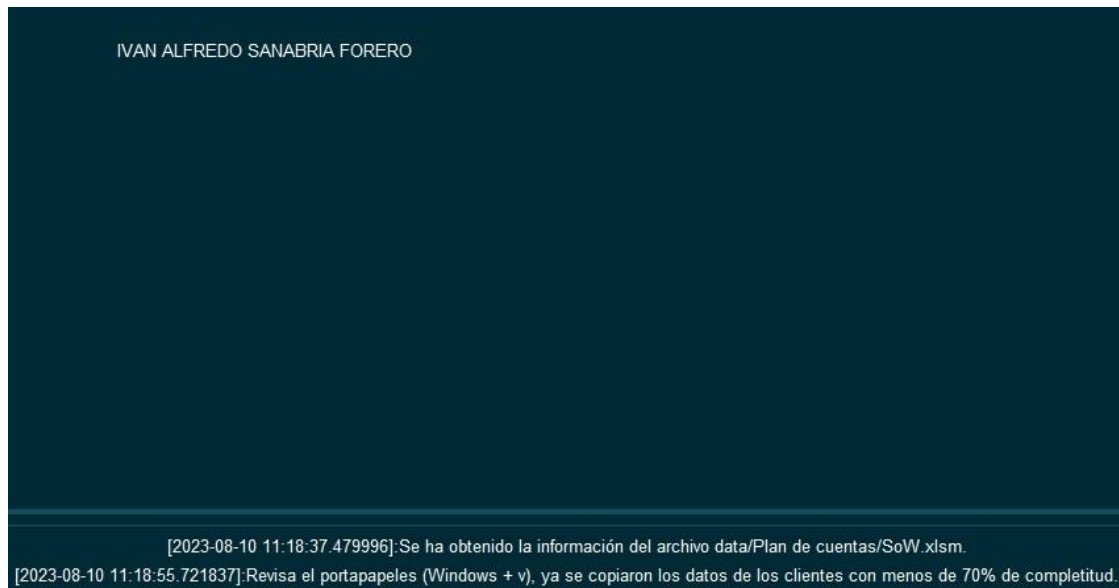 IVAN ALFREDO SANABRIA FORERO
[2023-08-10 11:18:37.479996]:Se ha obtenido la información del archivo data/Plan de cuentas/SoW.xlsm.
[2023-08-10 11:18:55.721837]:Revisa el portapapeles (Windows + v), ya se copiaron los datos de los clientes con menos de 70% de completitud